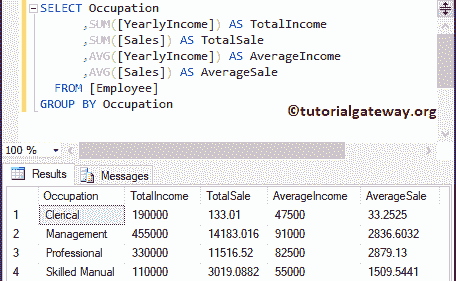 SELECT Occupation
,SUM([YearlyIncome]) AS TotalIncome
,SUM([Sales]) AS TotalSale
,AVG([YearlyIncome]) AS AverageIncome
,AVG([Sales]) AS AverageSale
FROM [Employee]
GROUP BY Occupation
©tutorialgateway.org
100 %
Results Messages
Occupation TotalIncome TotalSale AverageIncome AverageSale
1 Clerical 190000 133.01 47500 33.2525
2 Management 455000 14183.016 91000 2836.6032
3 Professional 330000 11516.52 82500 2879.13
4 Skilled Manual 110000 3019.0882 55000 1509.5441